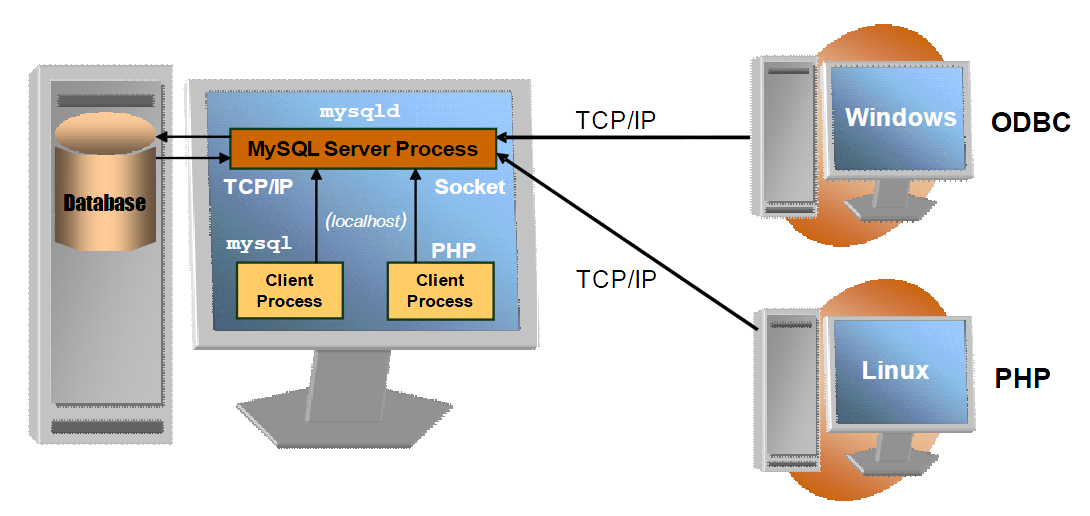 mysqld
MySQL Server Process
TCP/IP
Socket
(localhost)
mysql
PHP
Client
Process
Client
Process
Database
TCP/IP
TCP/IP
Windows
ODBC
Linux
PHP